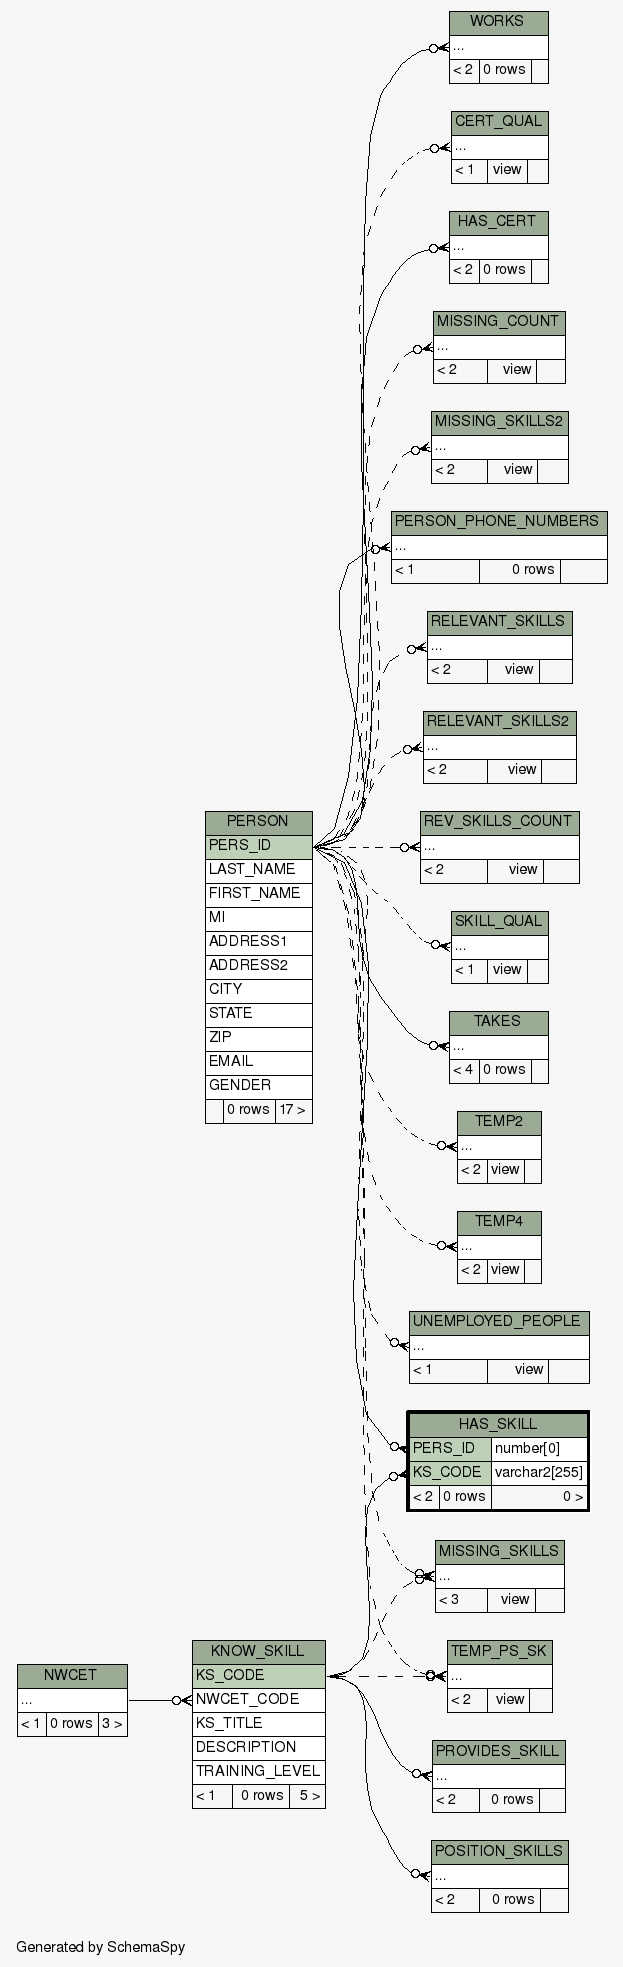 WORKS
...
< 2 0 rows
CERT_QUAL
...
< 1 view
HAS_CERT
...
< 2 0 rows
MISSING_COUNT
...
< 2 view
MISSING_SKILLS2
...
< 2 view
PERSON_PHONE_NUMBERS
...
< 1 0 rows
RELEVANT_SKILLS
...
< 2 view
RELEVANT_SKILLS2
...
< 2 view
PERSON
PERS_ID
LAST_NAME
FIRST_NAME
MI
ADDRESS1
ADDRESS2
CITY
STATE
ZIP
EMAIL
GENDER
0 rows 17 >
REV_SKILLS_COUNT
...
< 2 view
SKILL_QUAL
...
< 1 view
TAKES
...
< 4 0 rows
TEMP2
...
< 2 view
TEMP4
...
< 2 view
UNEMPLOYED_PEOPLE
...
< 1 view
HAS_SKILL
PERS_ID number[0]
KS_CODE varchar2[255]
< 2 0 rows 0 >
MISSING_SKILLS
...
< 3 view
NWCET
...
< 1 0 rows 3 >
KNOW_SKILL
KS_CODE
NWCET_CODE
KS_TITLE
DESCRIPTION
TRAINING_LEVEL
< 1 0 rows 5 >
TEMP_PS_SK
...
< 2 view
PROVIDES_SKILL
...
< 2 0 rows
POSITION_SKILLS
...
< 2 0 rows
Generated by SchemaSpy